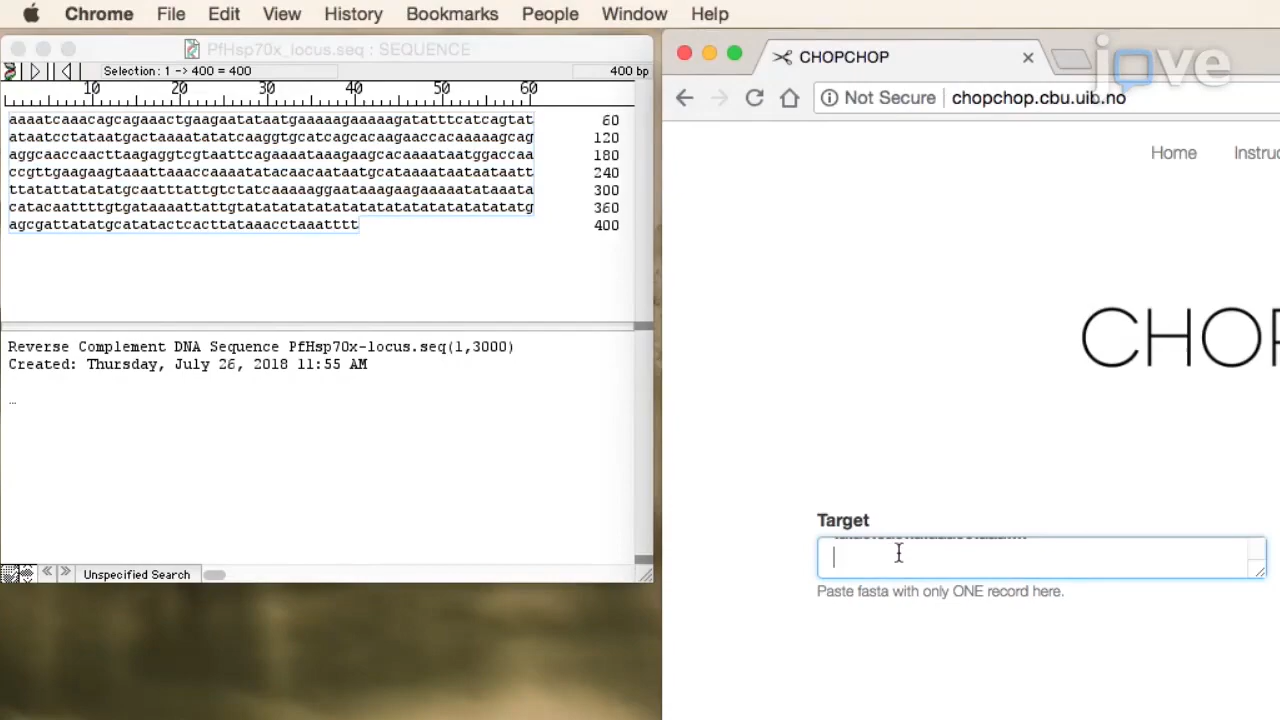 Chrome File Edit View History Bookmarks People Window Help
PfHsp70x_locus.seq : SEQUENCE
Selection: 1 -> 400 = 400
400 bp
10 20 30 40 50 60
aaaatcaaacagcagaaactgaagaatataatgaaaaagaaaaagatatttcatcagtat 60
ataatcctataatgactaaaatatatcaaggtgcatcagcacaagaaccacaaaaagcag 120
aggcaaccaacttaagaggtcgtaattcagaaaataaagaagcacaaaataatggaccaa 180
ccgttgaagaagtaaattaaaccaaaatatacaacaataatgcataaaataataataatt 240
ttatattatatatgcaatttattgtctatcaaaaaggaataaagaagaaaaatataaata 300
catacaattttgtgataaaattattgtatatatatatatatatatatatatatatatatg 360
agcgattatatgcatatactcacttataaacctaaatttt 400
Reverse Complement DNA Sequence PfHsp70x-locus.seq(1,3000)
Created: Thursday, July 26, 2018 11:55 AM
…
Unspecified Search
CHOPCHOP
jove
Not Secure chopchop.cbu.uib.no
Home Instruc
CHOP
Target
Paste fasta with only ONE record here.